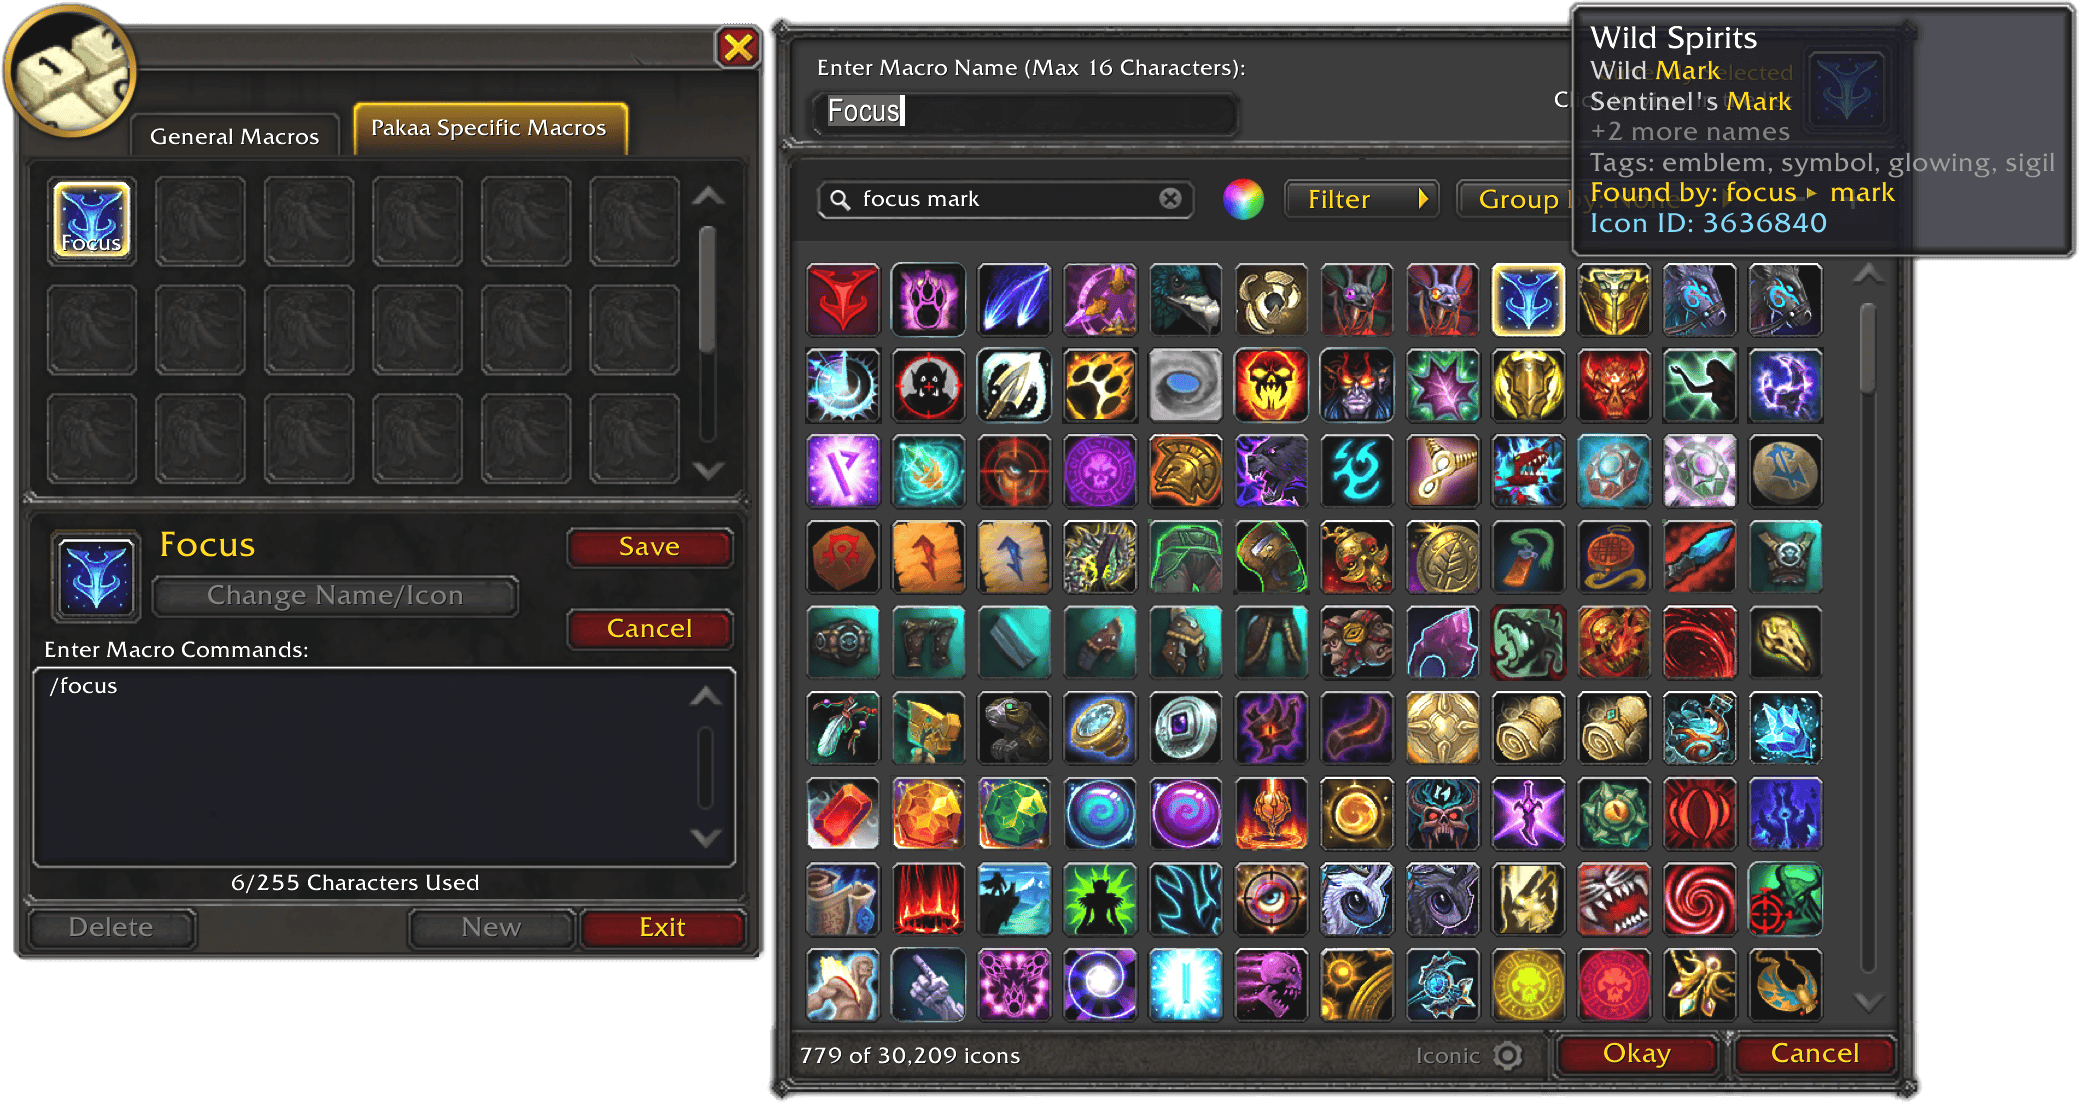 General Macros
Pakaa Specific Macros
Focus
Focus
Change Name/Icon
Save
Cancel
Enter Macro Commands:
/focus
6/255 Characters Used
Delete
New
Exit
Enter Macro Name (Max 16 Characters):
Focus
focus mark
Filter
Group by: None
Wild Spirits
Wild Mark
Sentinel's Mark
+2 more names
Tags: emblem, symbol, glowing, sigil
Found by: focus ▸ mark
Icon ID: 3636840
779 of 30,209 icons
Iconic
Okay
Cancel